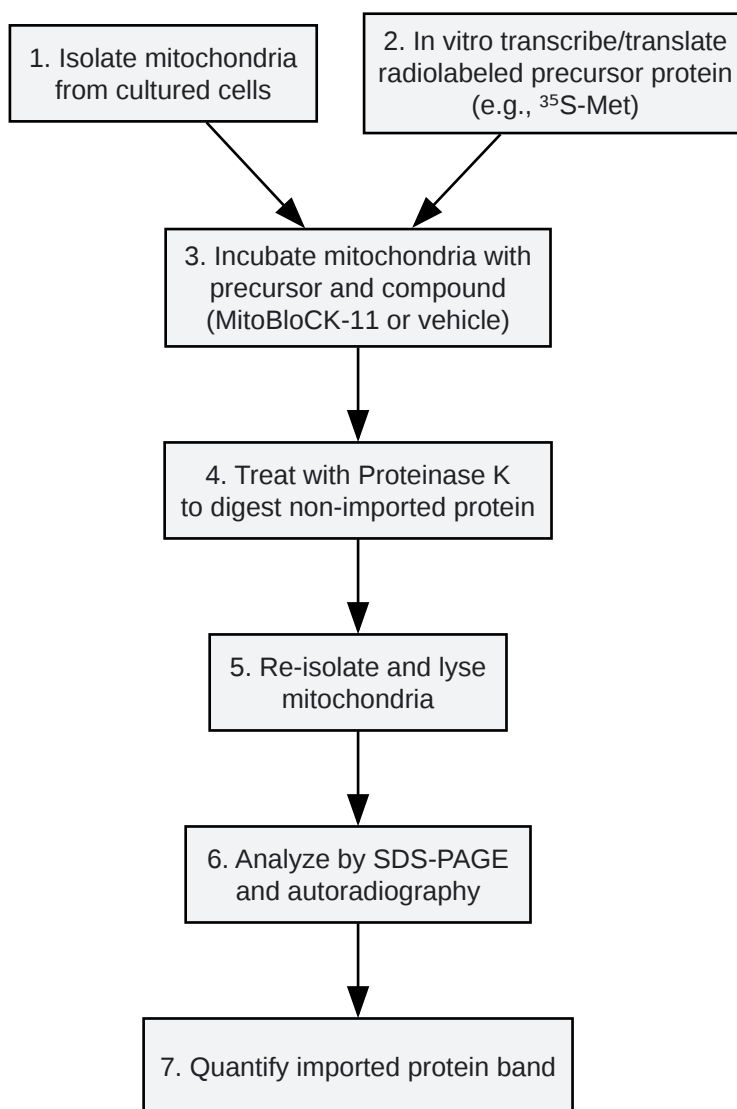 1. Isolate mitochondria
from cultured cells
2. In vitro transcribe/translate
radiolabeled precursor protein
(e.g., ³⁵S-Met)
3. Incubate mitochondria with
precursor and compound
(MitoBloCK-11 or vehicle)
4. Treat with Proteinase K
to digest non-imported protein
5. Re-isolate and lyse
mitochondria
6. Analyze by SDS-PAGE
and autoradiography
7. Quantify imported protein band